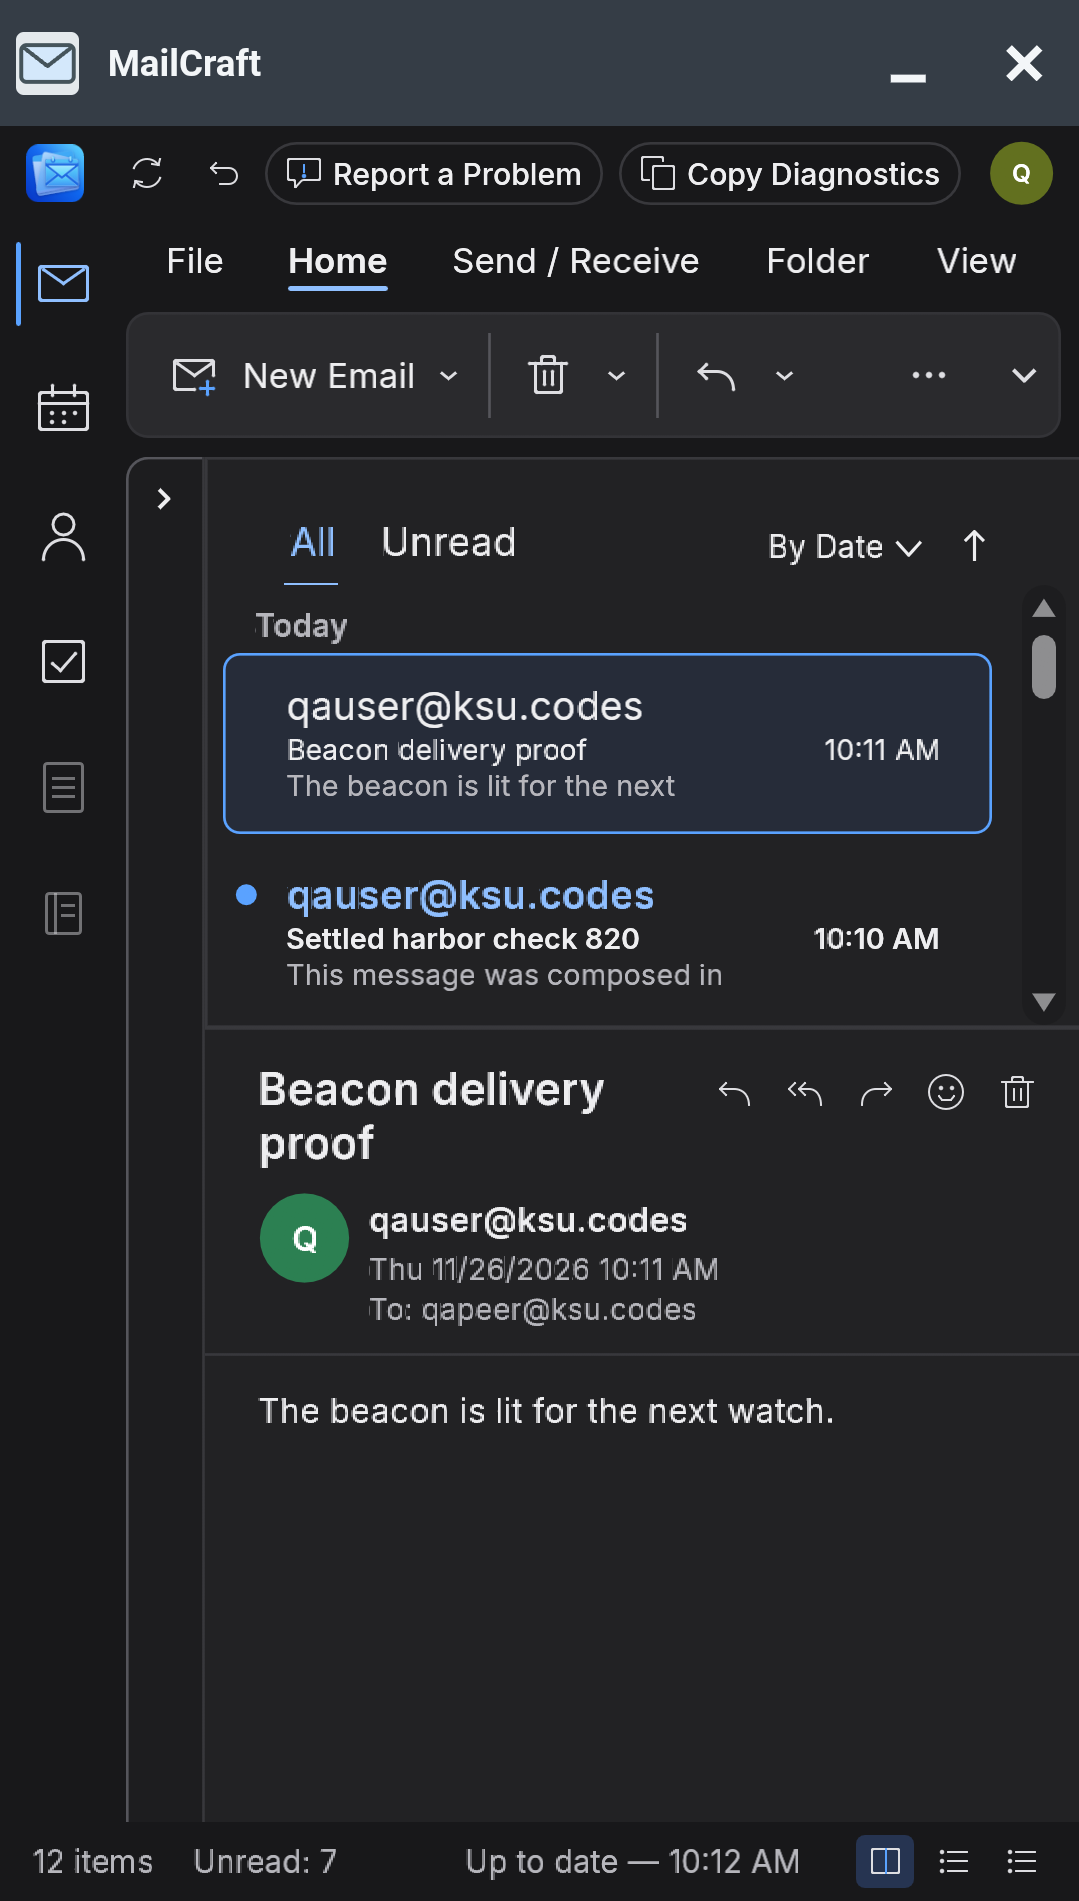 MailCraft
Report a Problem
Copy Diagnostics
Q
File Home Send / Receive Folder View
New Email
All Unread By Date
Today
qauser@ksu.codes
Beacon delivery proof 10:11 AM
The beacon is lit for the next
qauser@ksu.codes
Settled harbor check 820 10:10 AM
This message was composed in
Beacon delivery
proof
Q
qauser@ksu.codes
Thu 11/26/2026 10:11 AM
To: qapeer@ksu.codes
The beacon is lit for the next watch.
12 items Unread: 7 Up to date — 10:12 AM